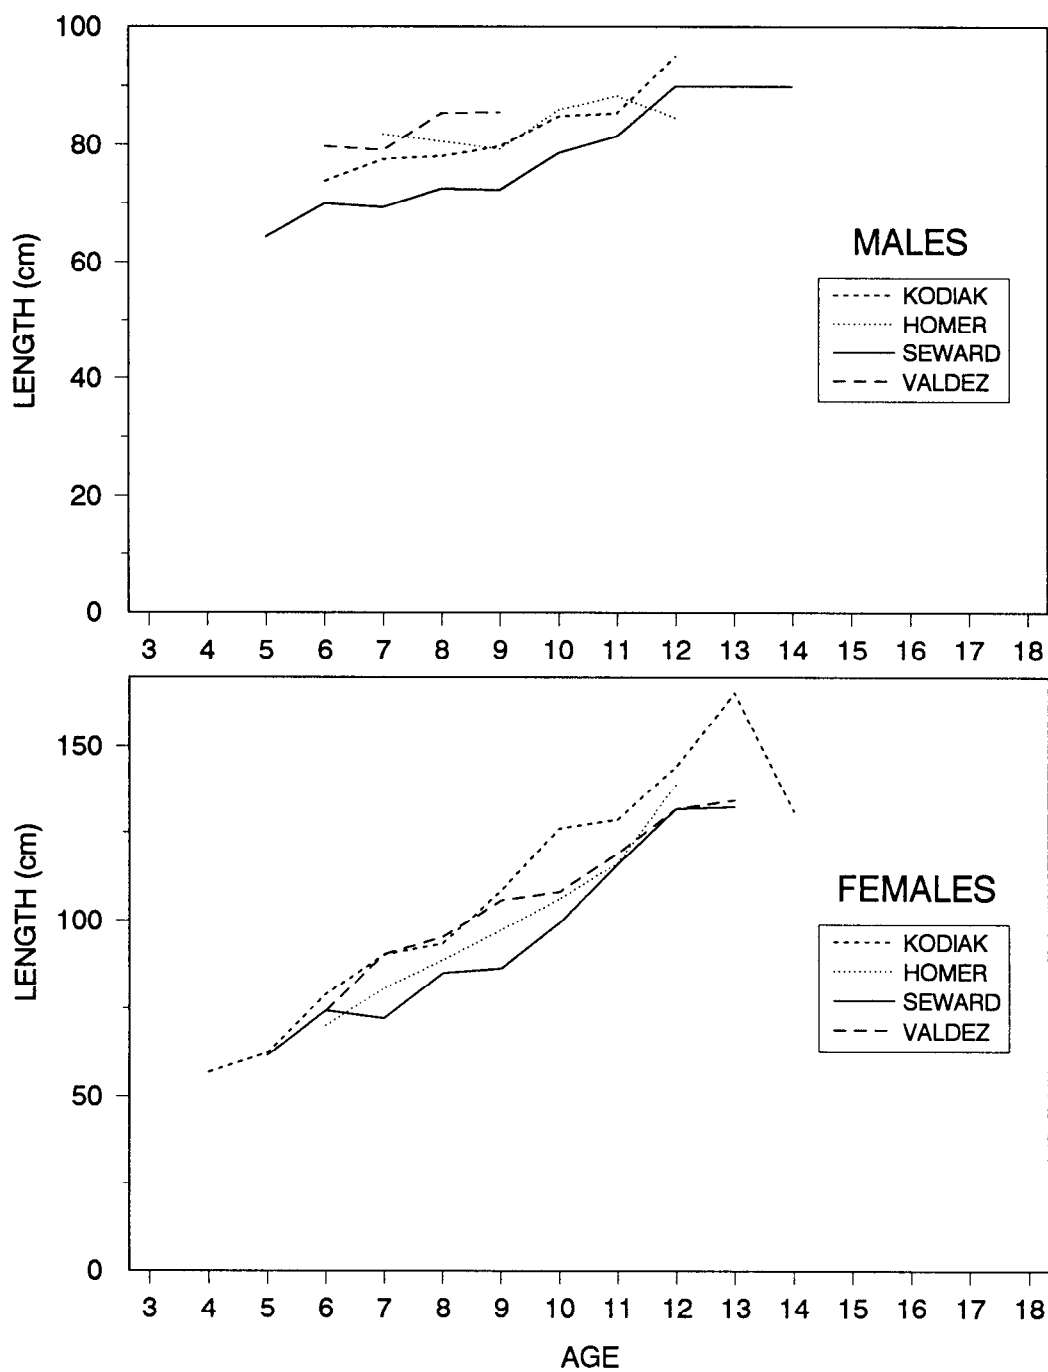 100
80
60
40
20
0
LENGTH (cm)
MALES
KODIAK
HOMER
SEWARD
VALDEZ
3 4 5 6 7 8 9 10 11 12 13 14 15 16 17 18
150
100
50
0
LENGTH (cm)
FEMALES
KODIAK
HOMER
SEWARD
VALDEZ
3 4 5 6 7 8 9 10 11 12 13 14 15 16 17 18
AGE